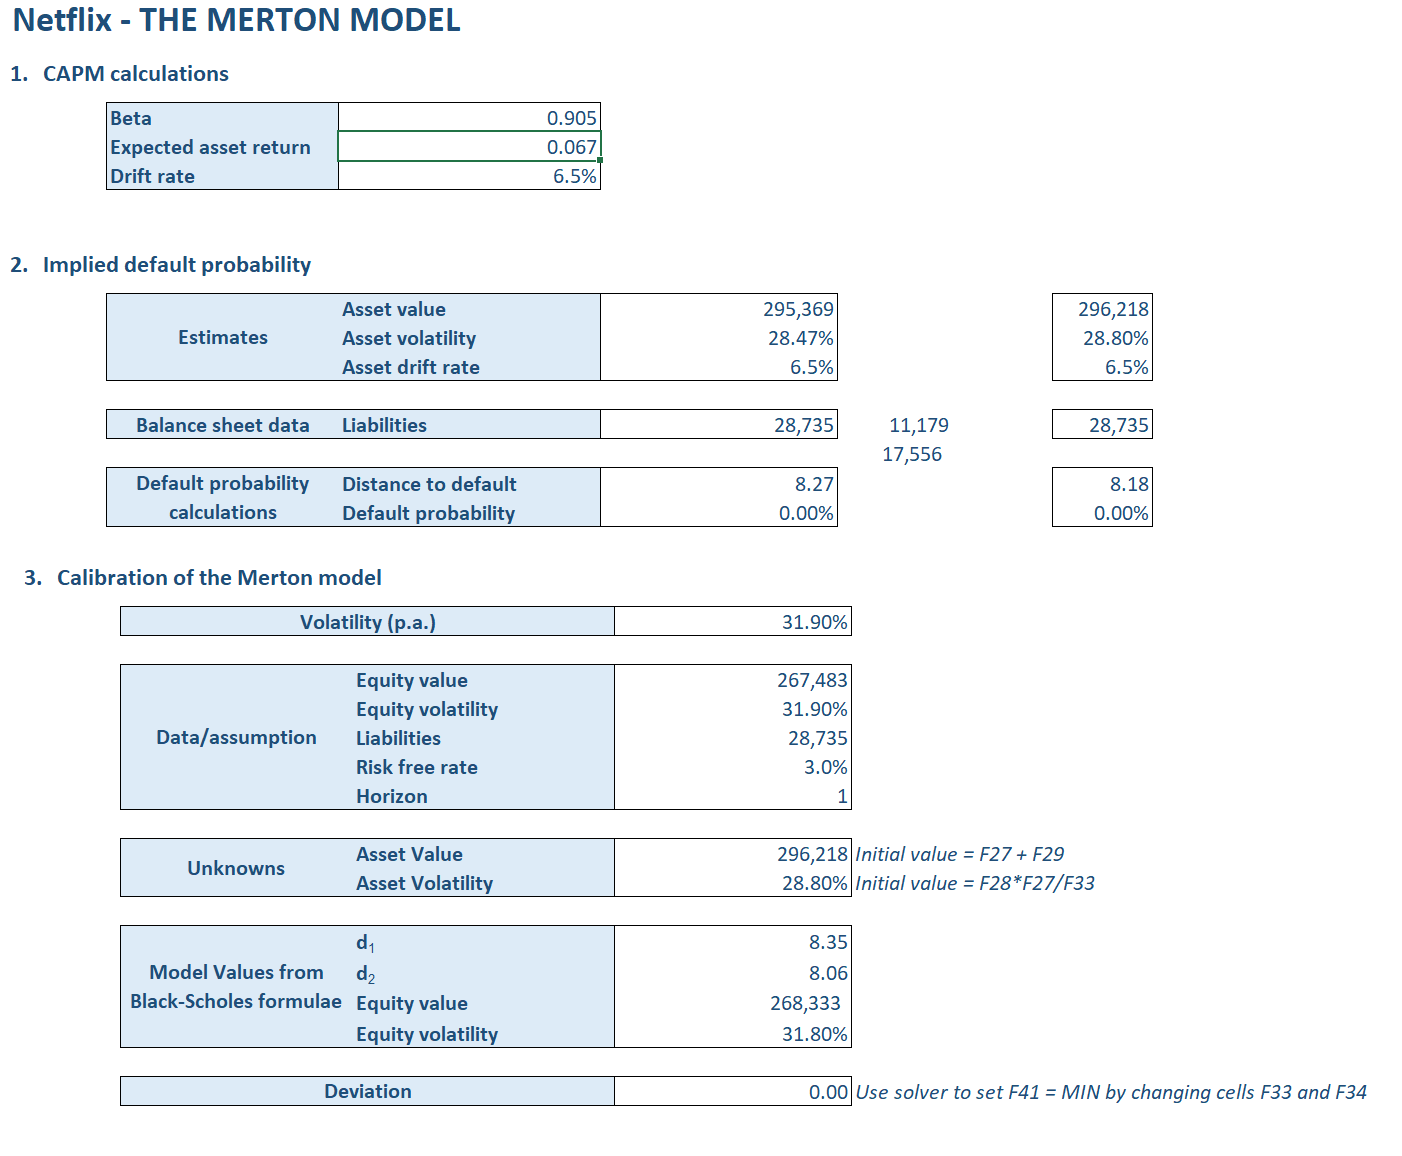 Netflix - THE MERTON MODEL
1. CAPM calculations
Beta 0.905
Expected asset return 0.067
Drift rate 6.5%
2. Implied default probability
Estimates
Asset value 295,369 296,218
Asset volatility 28.47% 28.80%
Asset drift rate 6.5% 6.5%
Balance sheet data Liabilities 28,735 11,179 28,735
17,556
Default probability calculations
Distance to default 8.27 8.18
Default probability 0.00% 0.00%
3. Calibration of the Merton model
Volatility (p.a.) 31.90%
Data/assumption
Equity value 267,483
Equity volatility 31.90%
Liabilities 28,735
Risk free rate 3.0%
Horizon 1
Unknowns
Asset Value 296,218 Initial value = F27 + F29
Asset Volatility 28.80% Initial value = F28*F27/F33
Model Values from
Black-Scholes formulae
d1 8.35
d2 8.06
Equity value 268,333
Equity volatility 31.80%
Deviation 0.00 Use solver to set F41 = MIN by changing cells F33 and F34